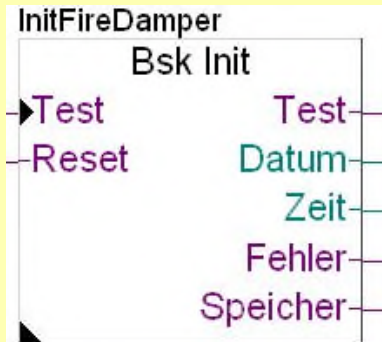 InitFireDamper
Bsk Init
Test Test
Reset Datum
Zeit
Fehler
Speicher